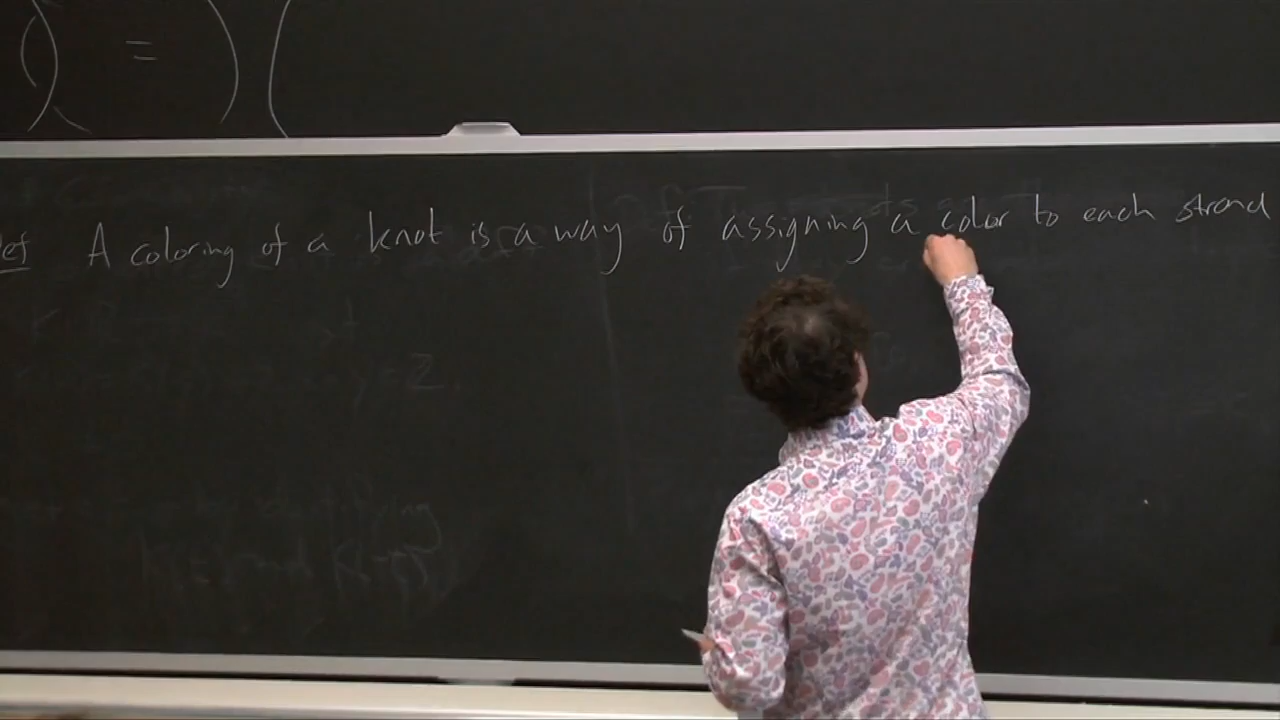 =
Def A coloring of a knot is a way of assigning a color to each strand